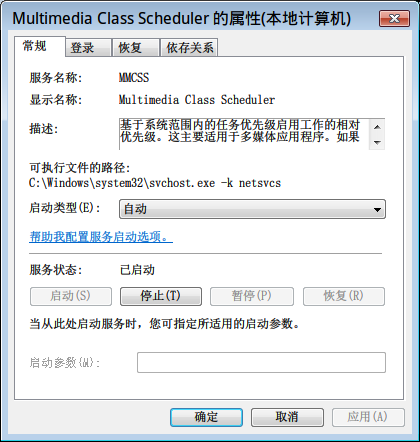 Multimedia Class Scheduler 的属性(本地计算机)
常规 登录 恢复 依存关系
服务名称: MMCSS
显示名称: Multimedia Class Scheduler
描述: 基于系统范围内的任务优先级启用工作的相对
优先级。这主要适用于多媒体应用程序。如果
可执行文件的路径:
C:\Windows\system32\svchost.exe -k netsvcs
启动类型(E): 自动
帮助我配置服务启动选项。
服务状态: 已启动
启动(S) 停止(T) 暂停(P) 恢复(R)
当从此处启动服务时，您可指定所适用的启动参数。
启动参数(M):
确定 取消 应用(A)